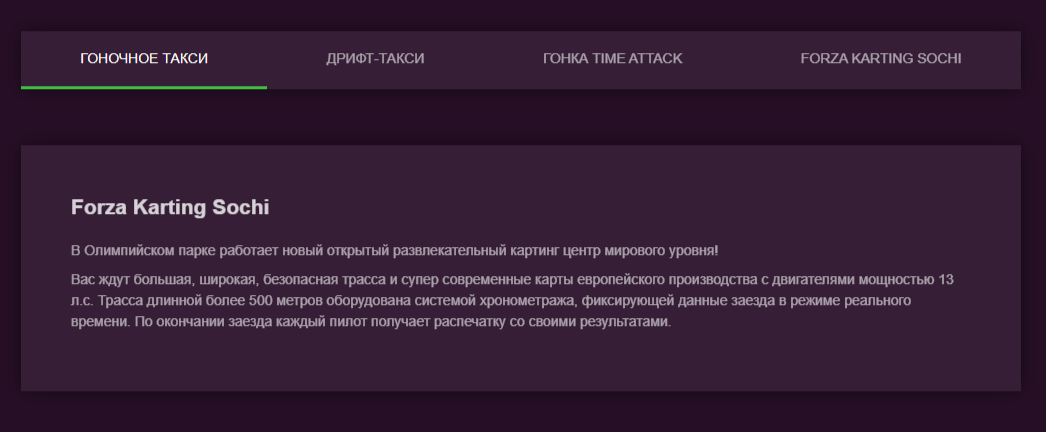 ГОНОЧНОЕ ТАКСИ
ДРИФТ-ТАКСИ
ГОНКА TIME ATTACK
FORZA KARTING SOCHI
Forza Karting Sochi
В Олимпийском парке работает новый открытый развлекательный картинг центр мирового уровня!
Вас ждут большая, широкая, безопасная трасса и супер современные карты европейского производства с двигателями мощностью 13
л.с. Трасса длинной более 500 метров оборудована системой хронометража, фиксирующей данные заезда в режиме реального
времени. По окончании заезда каждый пилот получает распечатку со своими результатами.